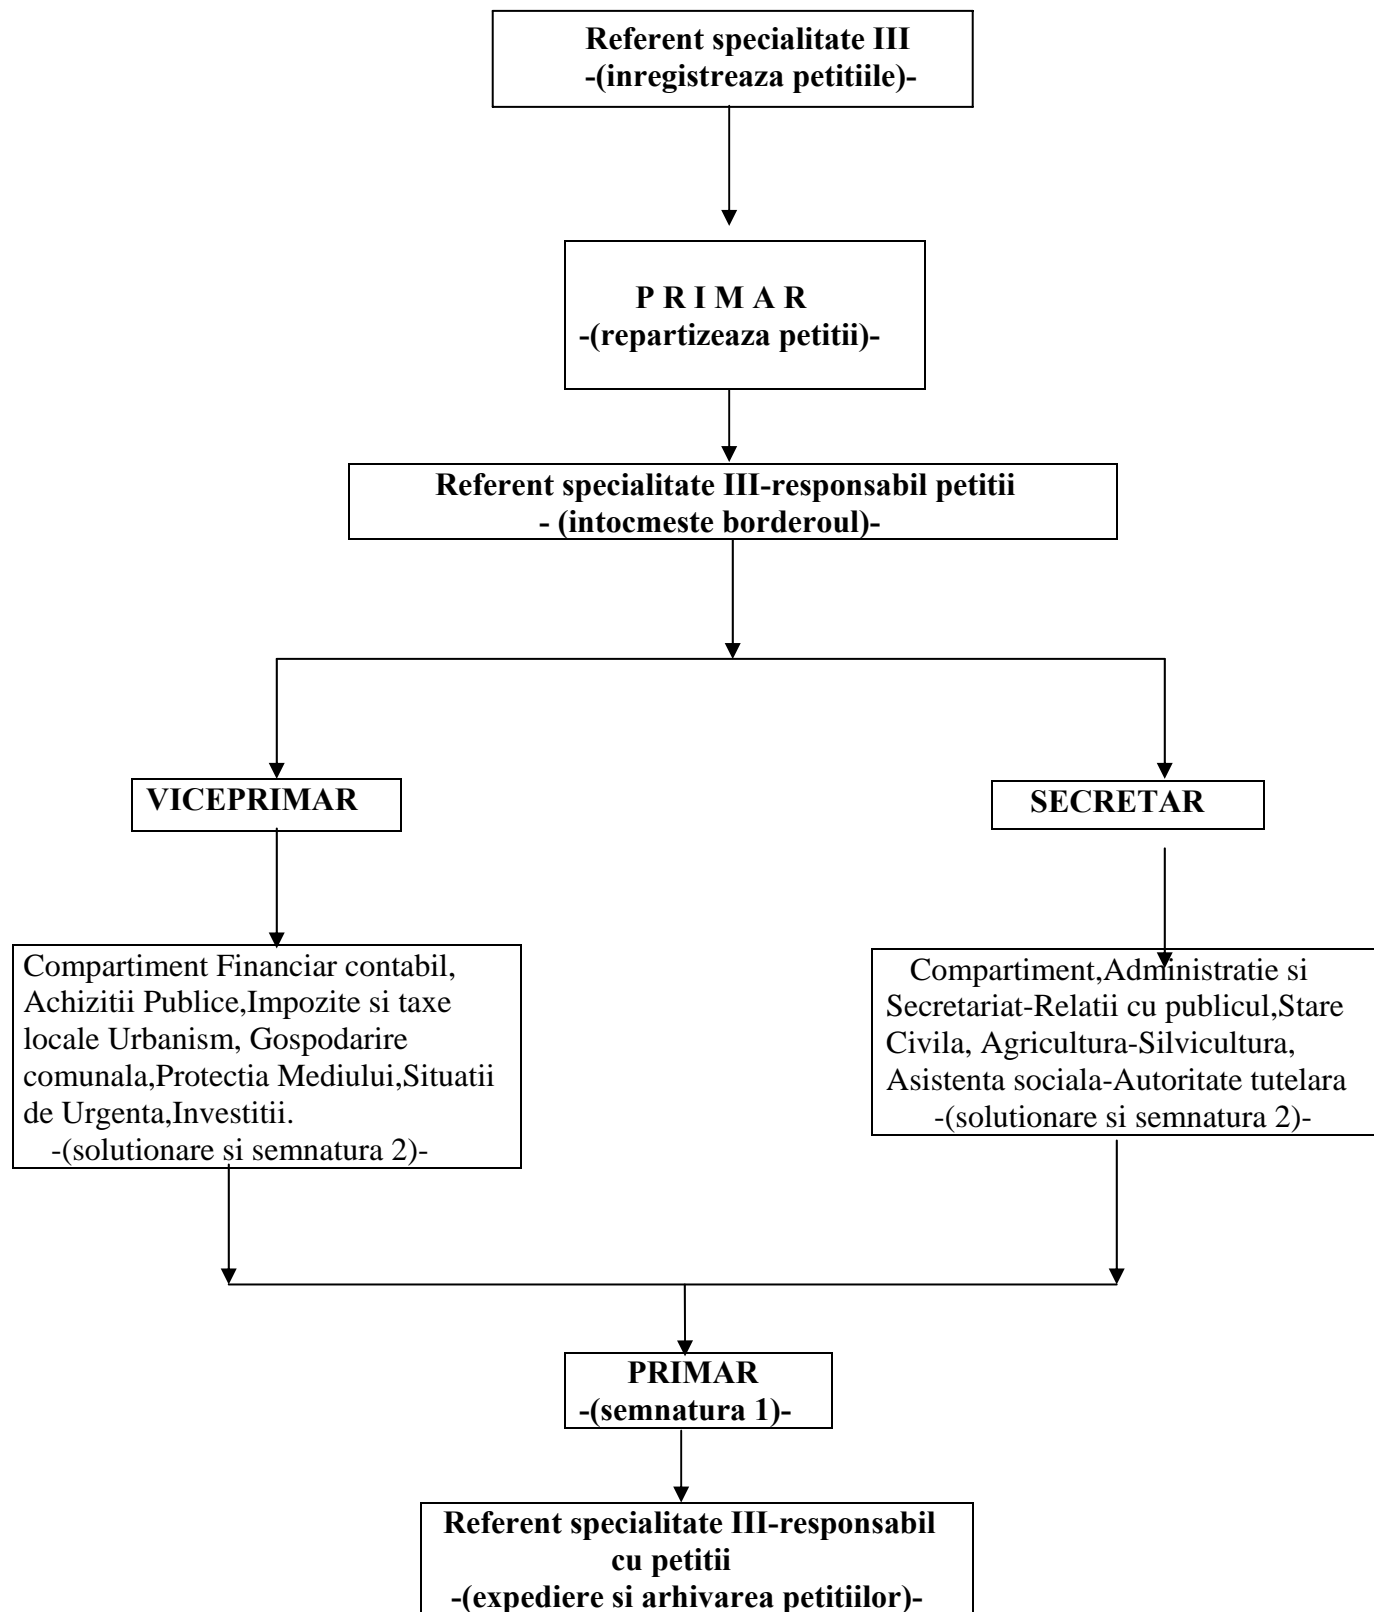 Referent specialitate III
-(inregistreaza petitiile)-
P R I M A R
-(repartizeaza petitii)-
Referent specialitate III-responsabil petitii
- (intocmeste borderoul)-
VICEPRIMAR
SECRETAR
Compartiment Financiar contabil,
Achizitii Publice,Impozite si taxe
locale Urbanism, Gospodarire
comunala,Protectia Mediului,Situatii
de Urgenta,Investitii.
-(solutionare si semnatura 2)-
Compartiment,Administratie si
Secretariat-Relatii cu publicul,Stare
Civila, Agricultura-Silvicultura,
Asistenta sociala-Autoritate tutelara
-(solutionare si semnatura 2)-
PRIMAR
-(semnatura 1)-
Referent specialitate III-responsabil
cu petitii
-(expediere si arhivarea petitiilor)-